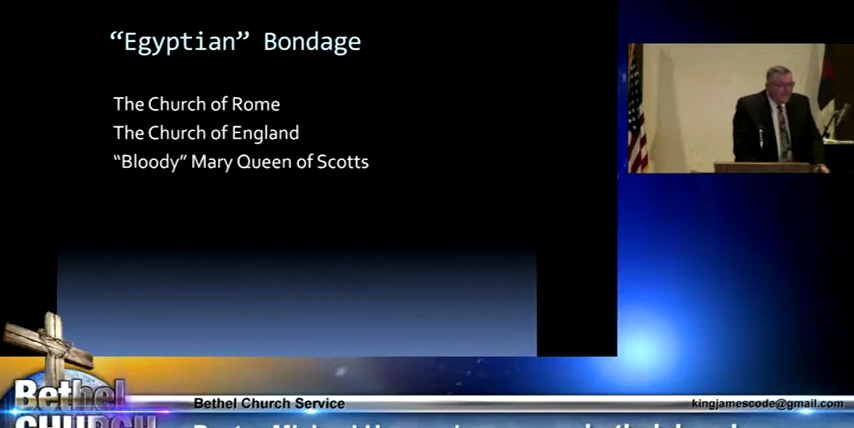 “Egyptian” Bondage
The Church of Rome
The Church of England
“Bloody” Mary Queen of Scotts
Bethel
CHURCH
Bethel Church Service
kingjamescode@gmail.com